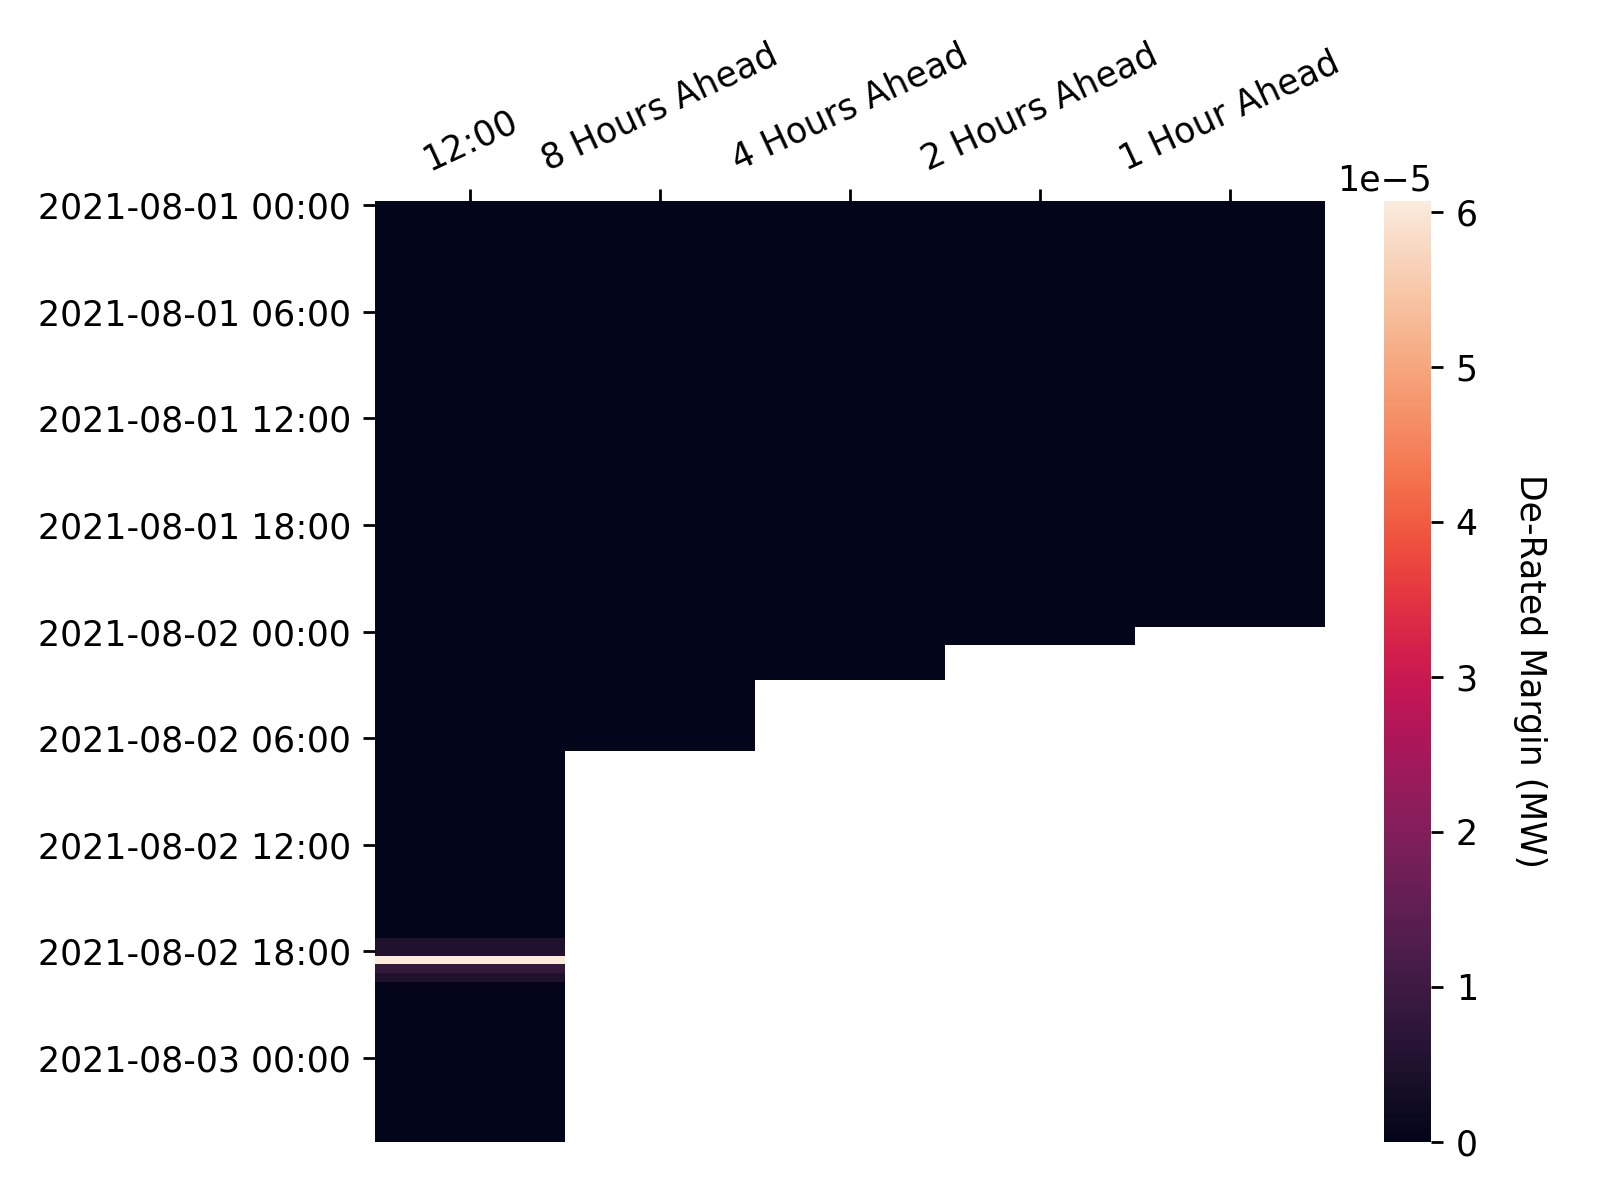 12:00
8 Hours Ahead
4 Hours Ahead
2 Hours Ahead
1 Hour Ahead
1e−5
2021-08-01 00:00
2021-08-01 06:00
2021-08-01 12:00
2021-08-01 18:00
2021-08-02 00:00
2021-08-02 06:00
2021-08-02 12:00
2021-08-02 18:00
2021-08-03 00:00
6
5
4
3
2
1
0
De-Rated Margin (MW)